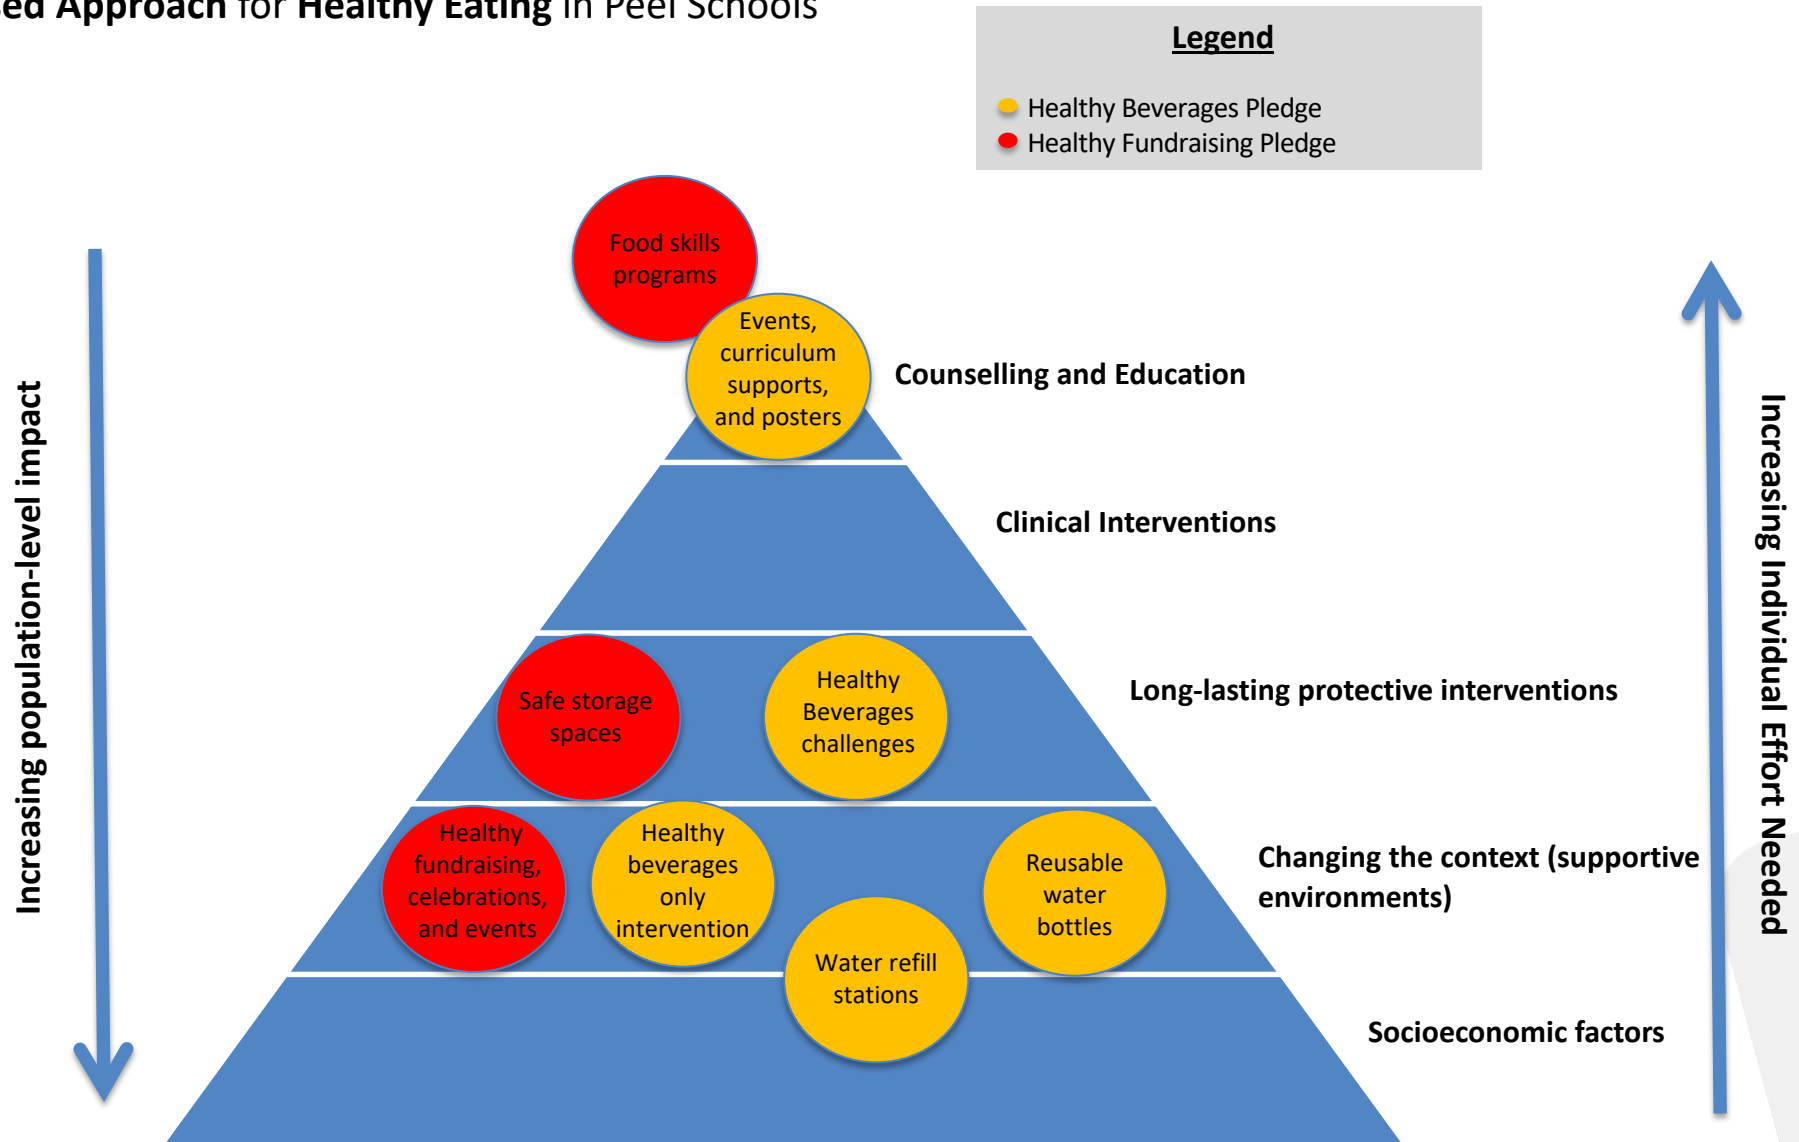 Approach for Healthy Eating in Peel Schools
Legend
Healthy Beverages Pledge
Healthy Fundraising Pledge
Food skills
programs
Events,
curriculum
supports,
and posters
Counselling and Education
Clinical Interventions
Safe storage
spaces
Healthy
Beverages
challenges
Long-lasting protective interventions
Healthy
fundraising,
celebrations,
and events
Healthy
beverages
only
intervention
Water refill
stations
Reusable
water
bottles
Changing the context (supportive
environments)
Socioeconomic factors
Increasing population-level impact
Increasing Individual Effort Needed